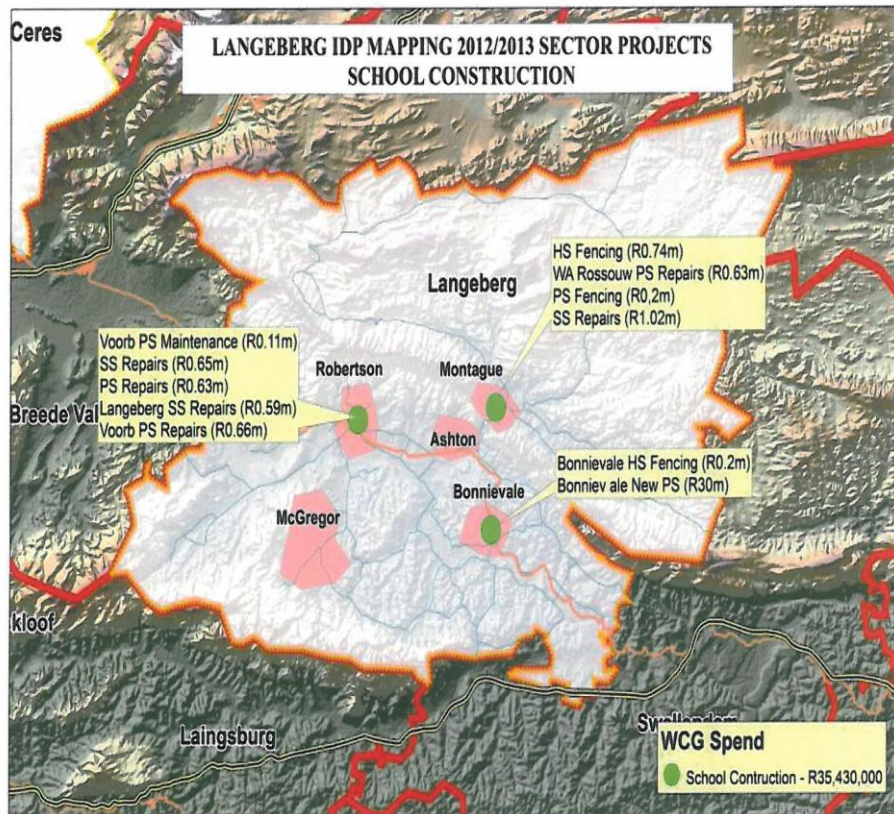 Ceres
LANGEBERG IDP MAPPING 2012/2013 SECTOR PROJECTS
SCHOOL CONSTRUCTION
HS Fencing (R0.74m)
WA Rossouw PS Repairs (R0.63m)
PS Fencing (R0,2m)
SS Repairs (R1.02m)
Langeberg
Voorb PS Maintenance (R0.11m)
SS Repairs (R0.65m)
PS Repairs (R0.63m)
Langeberg SS Repairs (R0.59m)
Voorb PS Repairs (R0.66m)
Robertson
Montague
Breede Val
Ashton
Bonnievale HS Fencing (R0.2m)
Bonniev ale New PS (R30m)
Bonnievale
McGregor
kloof
Laingsburg
WCG Spend
School Contruction - R35,430,000